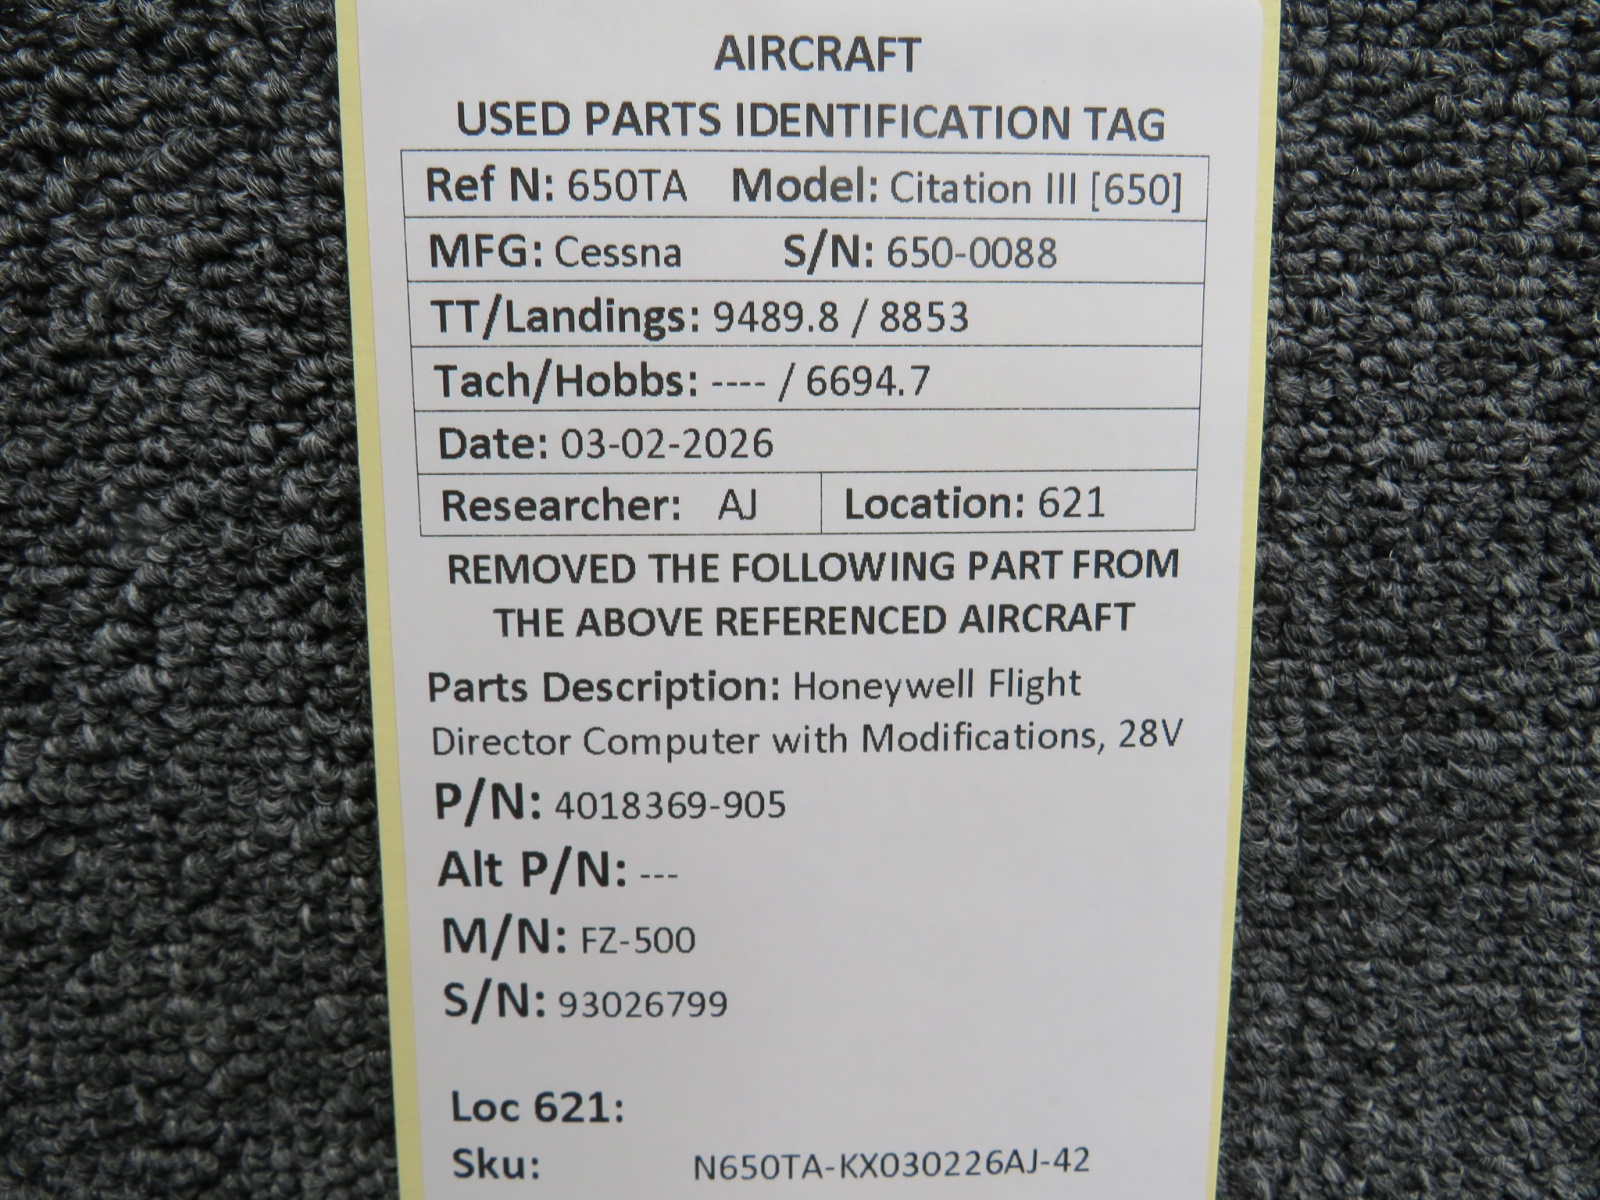 AIRCRAFT
USED PARTS IDENTIFICATION TAG
Ref N: 650TA Model: Citation III [650]
MFG: Cessna S/N: 650-0088
TT/Landings: 9489.8 / 8853
Tach/Hobbs: ---- / 6694.7
Date: 03-02-2026
Researcher: AJ Location: 621
REMOVED THE FOLLOWING PART FROM
THE ABOVE REFERENCED AIRCRAFT
Parts Description: Honeywell Flight
Director Computer with Modifications, 28V
P/N: 4018369-905
Alt P/N: ---
M/N: FZ-500
S/N: 93026799
Loc 621:
Sku: N650TA-KX030226AJ-42